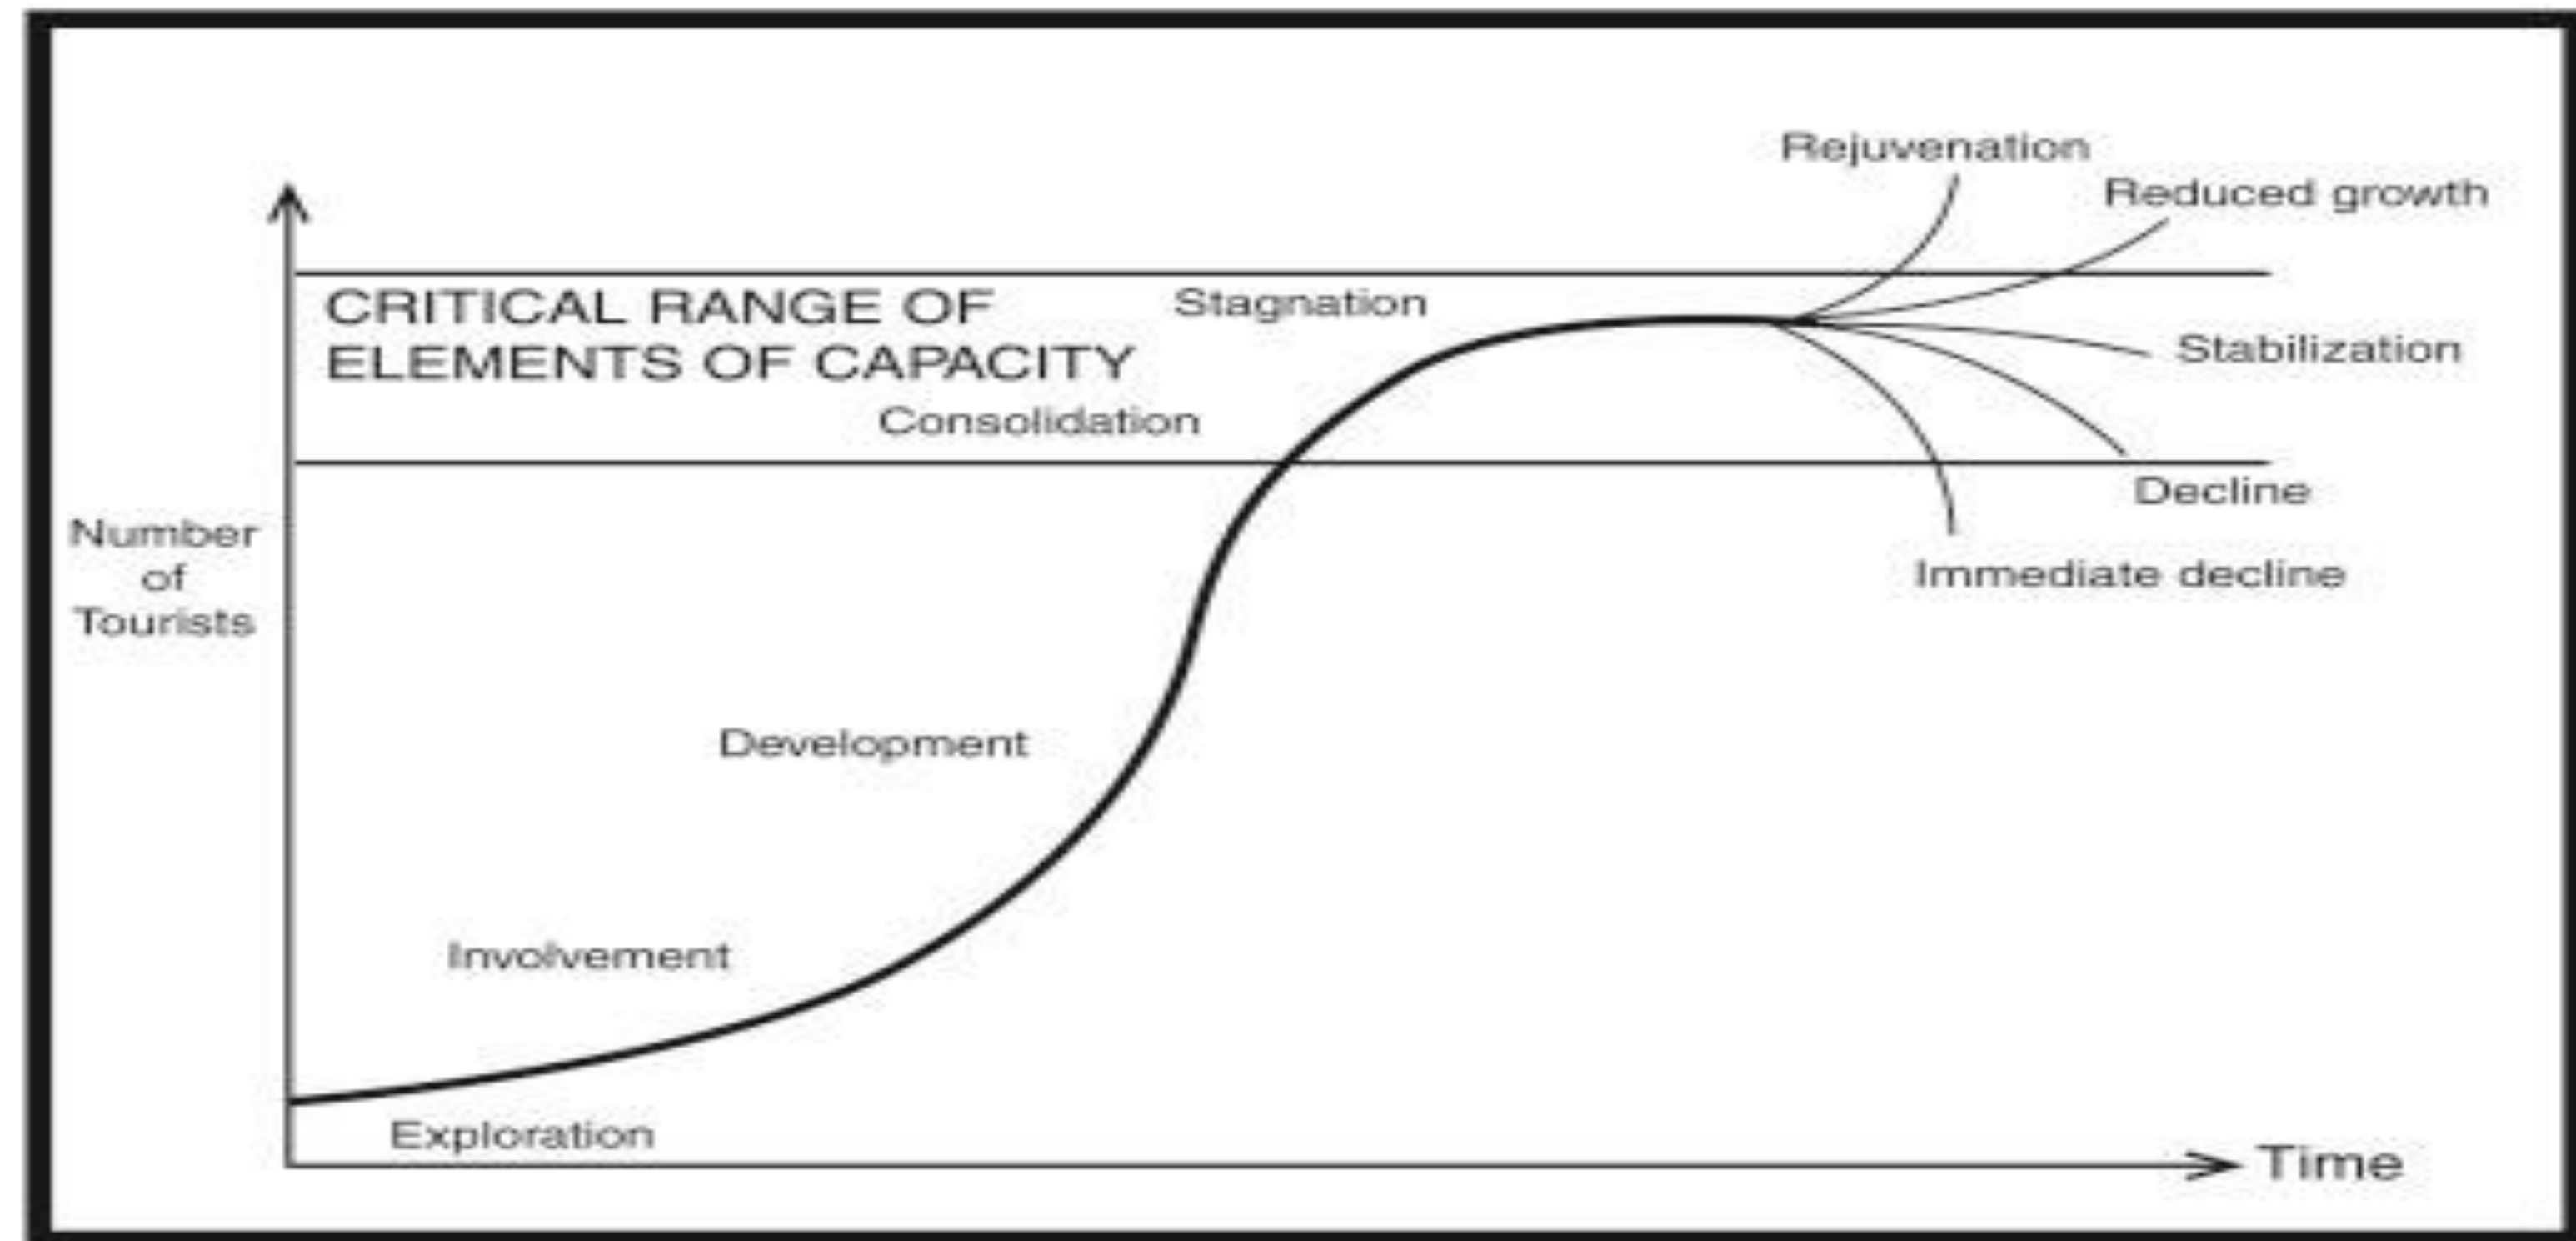 Rejuvenation
Reduced growth
CRITICAL RANGE OF
ELEMENTS OF CAPACITY
Stagnation
Stabilization
Consolidation
Decline
Number
of
Tourists
Immediate decline
Development
Involvement
Exploration
Time